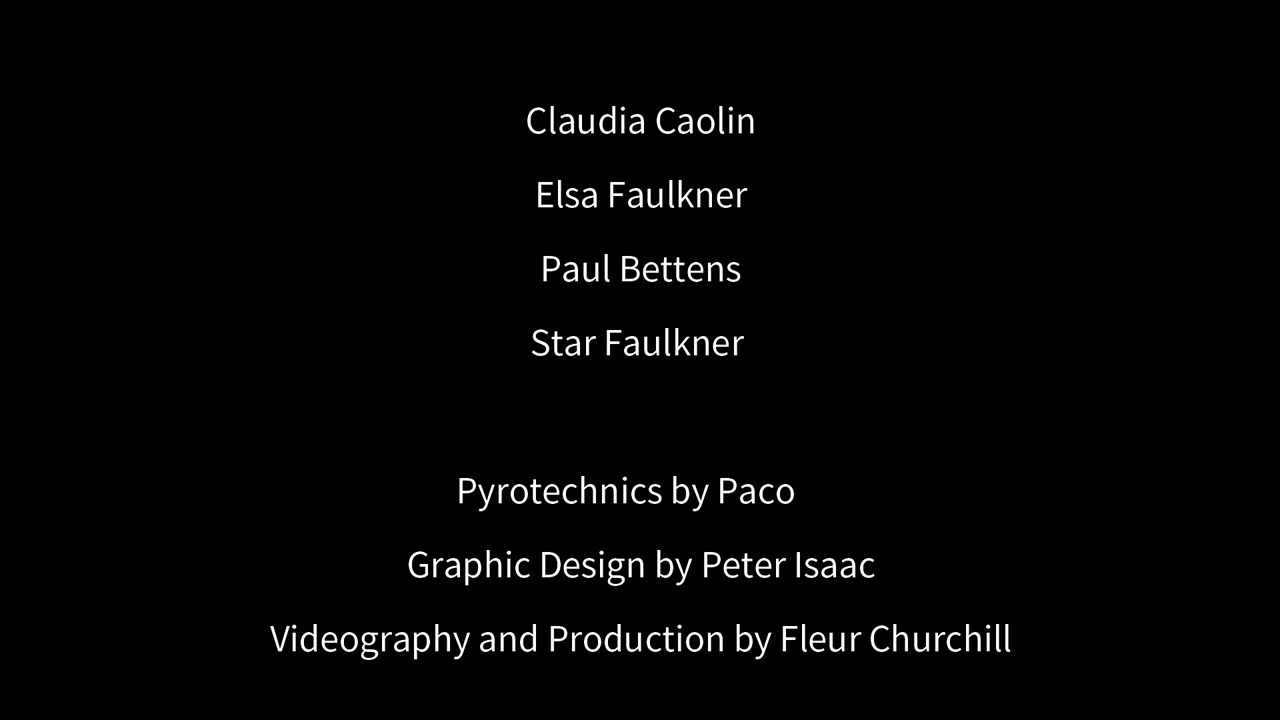 Claudia Caolin
Elsa Faulkner
Paul Bettens
Star Faulkner
Pyrotechnics by Paco
Graphic Design by Peter Isaac
Videography and Production by Fleur Churchill